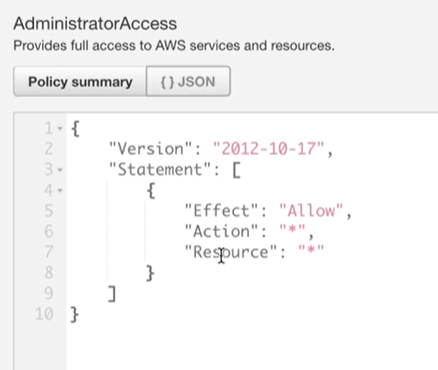 AdministratorAccess
Provides full access to AWS services and resources.
Policy summary {} JSON
1 {
2 "Version": "2012-10-17",
3 "Statement": [
4 {
5 "Effect": "Allow",
6 "Action": "*",
7 "Resource": "*"
8 }
9 ]
10 }